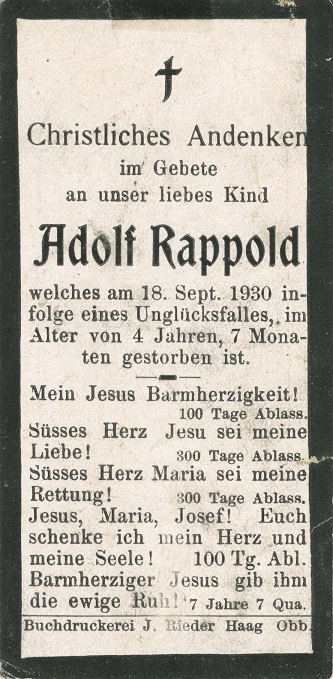 Christliches Andenken
im Gebete
an unser liebes Kind
Adolf Rappold
welches am 18. Sept. 1930 in-
folge eines Unglücksfalles, im
Alter von 4 Jahren, 7 Mona-
ten gestorben ist.
Mein Jesus Barmherzigkeit!
100 Tage Ablass.
Süsses Herz Jesu sei meine
Liebe! 300 Tage Ablass.
Süsses Herz Maria sei meine
Rettung! 300 Tage Ablass.
Jesus, Maria, Josef! Euch
schenke ich mein Herz und
meine Seele! 100 Tg. Abl.
Barmherziger Jesus gib ihm
die ewige Ruh! 7 Jahre 7 Qua.
Buchdruckerei J. Rieder Haag Obb.